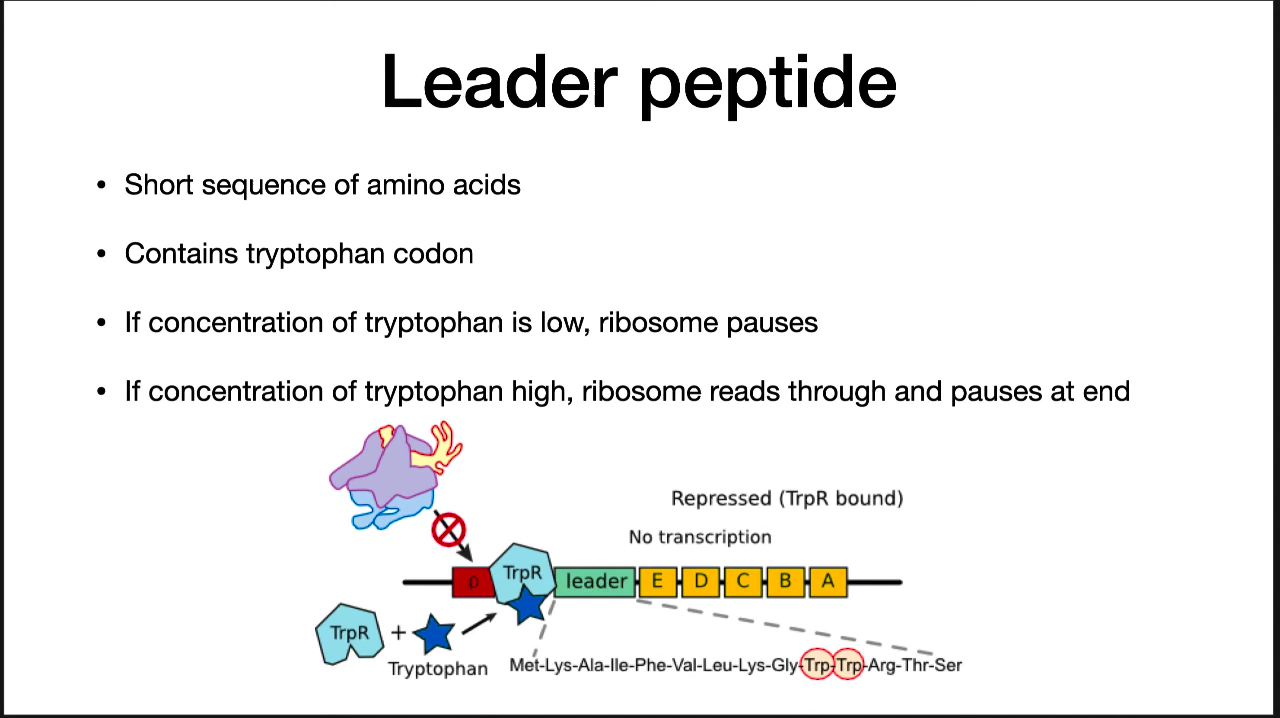 Leader peptide
• Short sequence of amino acids
• Contains tryptophan codon
• If concentration of tryptophan is low, ribosome pauses
• If concentration of tryptophan high, ribosome reads through and pauses at end
Repressed (TrpR bound)
No transcription
TrpR
leader
E
D
C
B
A
TrpR
+
Tryptophan
Met-Lys-Ala-Ile-Phe-Val-Leu-Lys-Gly-Trp-Trp-Arg-Thr-Ser